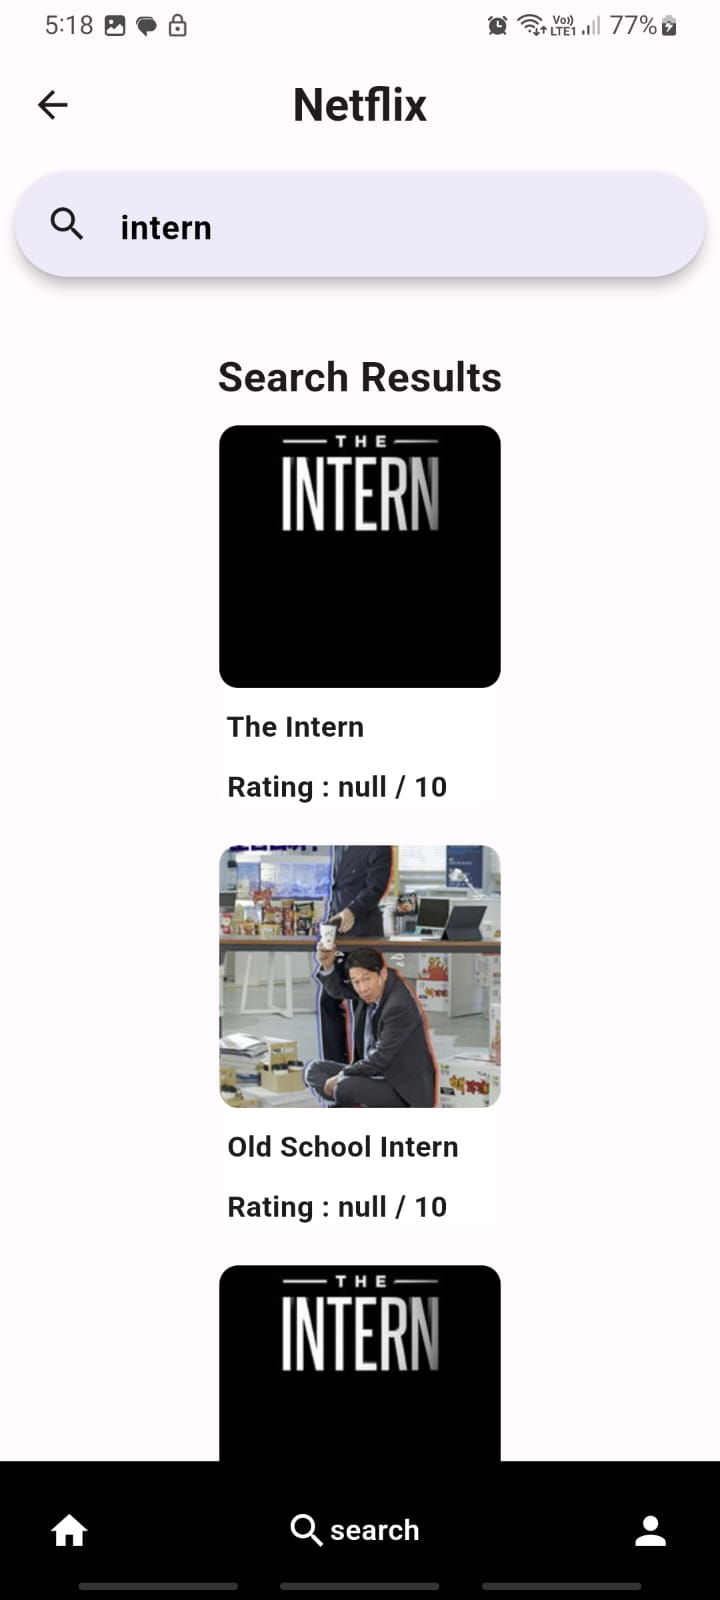 5:18 Vo)) LTE1 77%
Netflix
intern
Search Results
THE
INTERN
The Intern
Rating : null / 10
Old School Intern
Rating : null / 10
THE
INTERN
search